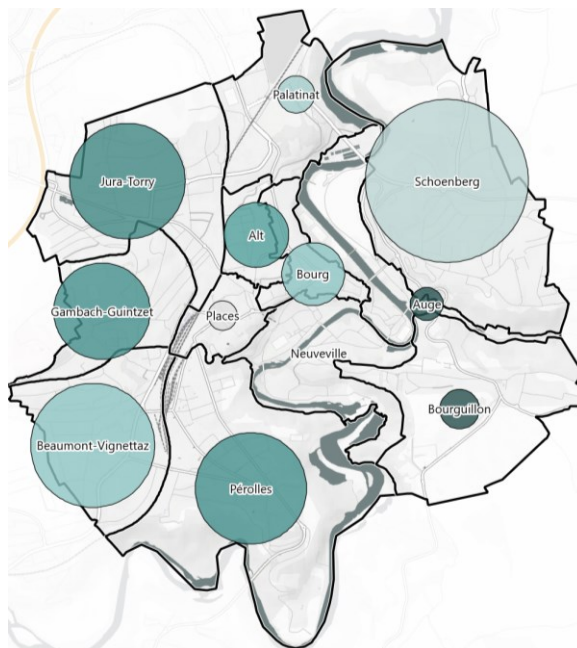 Palatinat
Jura-Torry
Schoenberg
Alt
Bourg
Auge
Gambach-Guintzet
Places
Neuveville
Bourguillon
Beaumont-Vignettaz
Pérolles